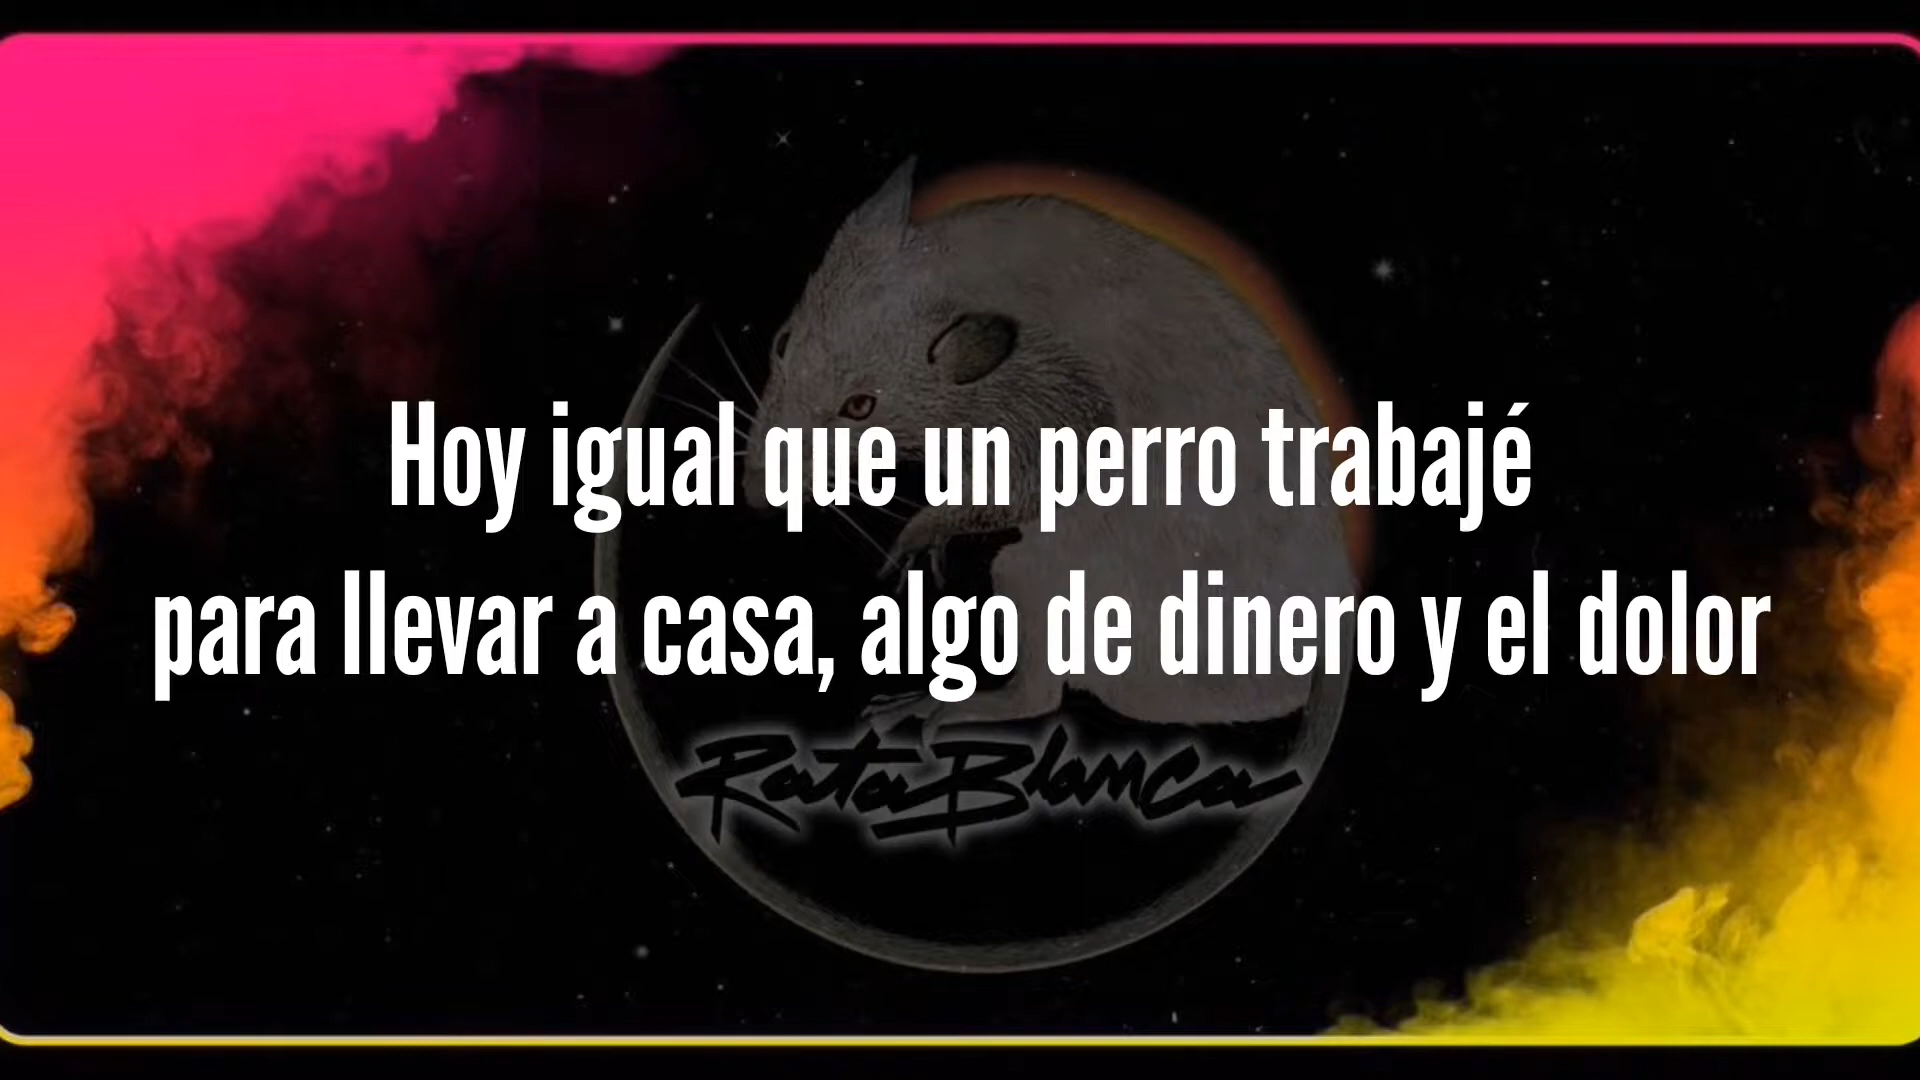 Hoy igual que un perro trabajé
para llevar a casa, algo de dinero y el dolor
Rata Blanca